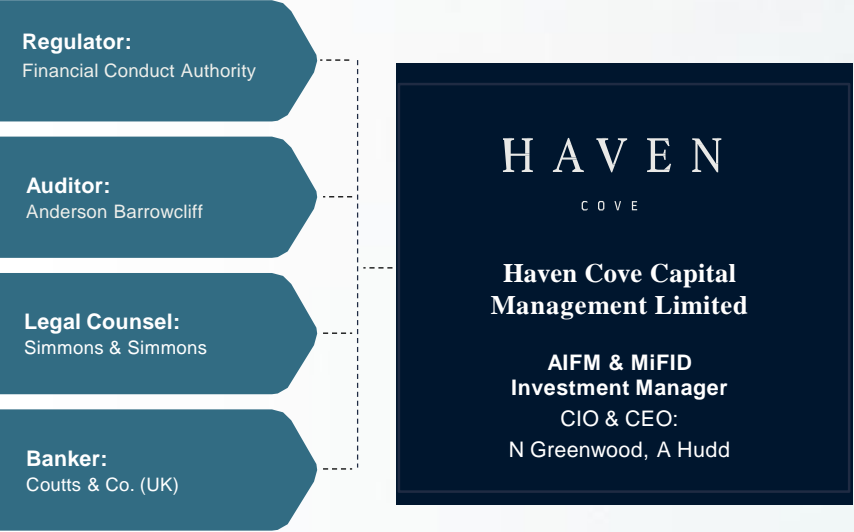 Regulator:
Financial Conduct Authority
Auditor:
Anderson Barrowcliff
Legal Counsel:
Simmons & Simmons
Banker:
Coutts & Co. (UK)
HAVEN
COVE
Haven Cove Capital
Management Limited
AIFM & MiFID
Investment Manager
CIO & CEO:
N Greenwood, A Hudd